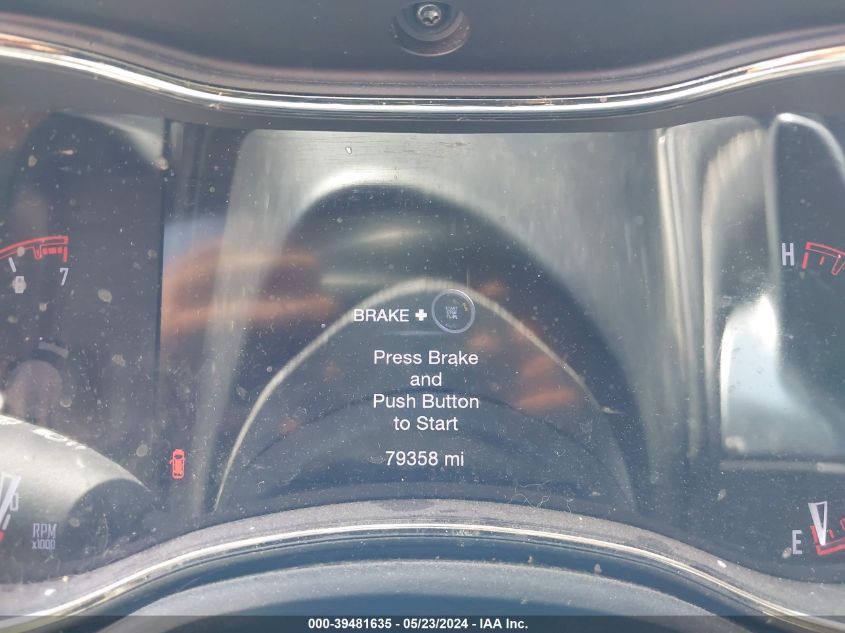 H
7
BRAKE +
Press Brake
and
Push Button
to Start
79358 mi
RPM
x1000
E
000-39481635 - 05/23/2024 - IAA Inc.